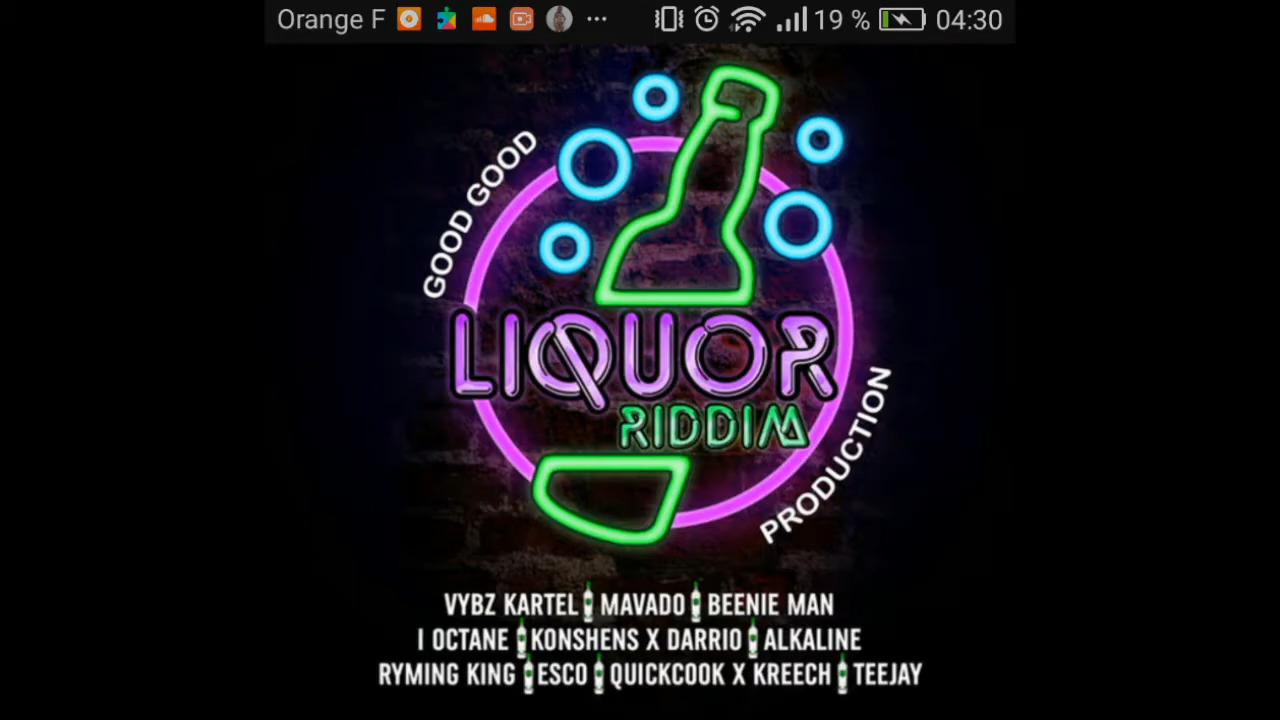 Orange F ... 19 % 04:30
GOOD GOOD
LIQUOR
RIDDIM
PRODUCTION
VYBZ KARTEL MAVADO BEENIE MAN
I OCTANE KONSHENS X DARRIO ALKALINE
RYMING KING ESCO QUICKCOOK X KREECH TEEJAY